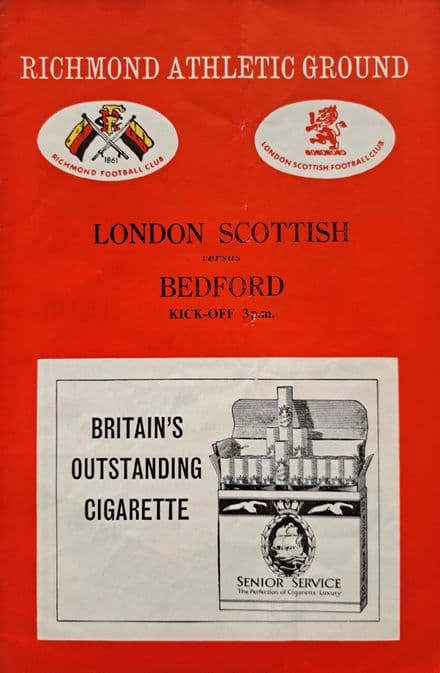 RICHMOND ATHLETIC GROUND
1861
RICHMOND FOOTBALL CLUB
LONDON SCOTTISH FOOTBALL CLUB
LONDON SCOTTISH
versus
BEDFORD
KICK-OFF 3 p.m.
BRITAIN'S
OUTSTANDING
CIGARETTE
SENIOR SERVICE
The Perfection of Cigarette Luxury